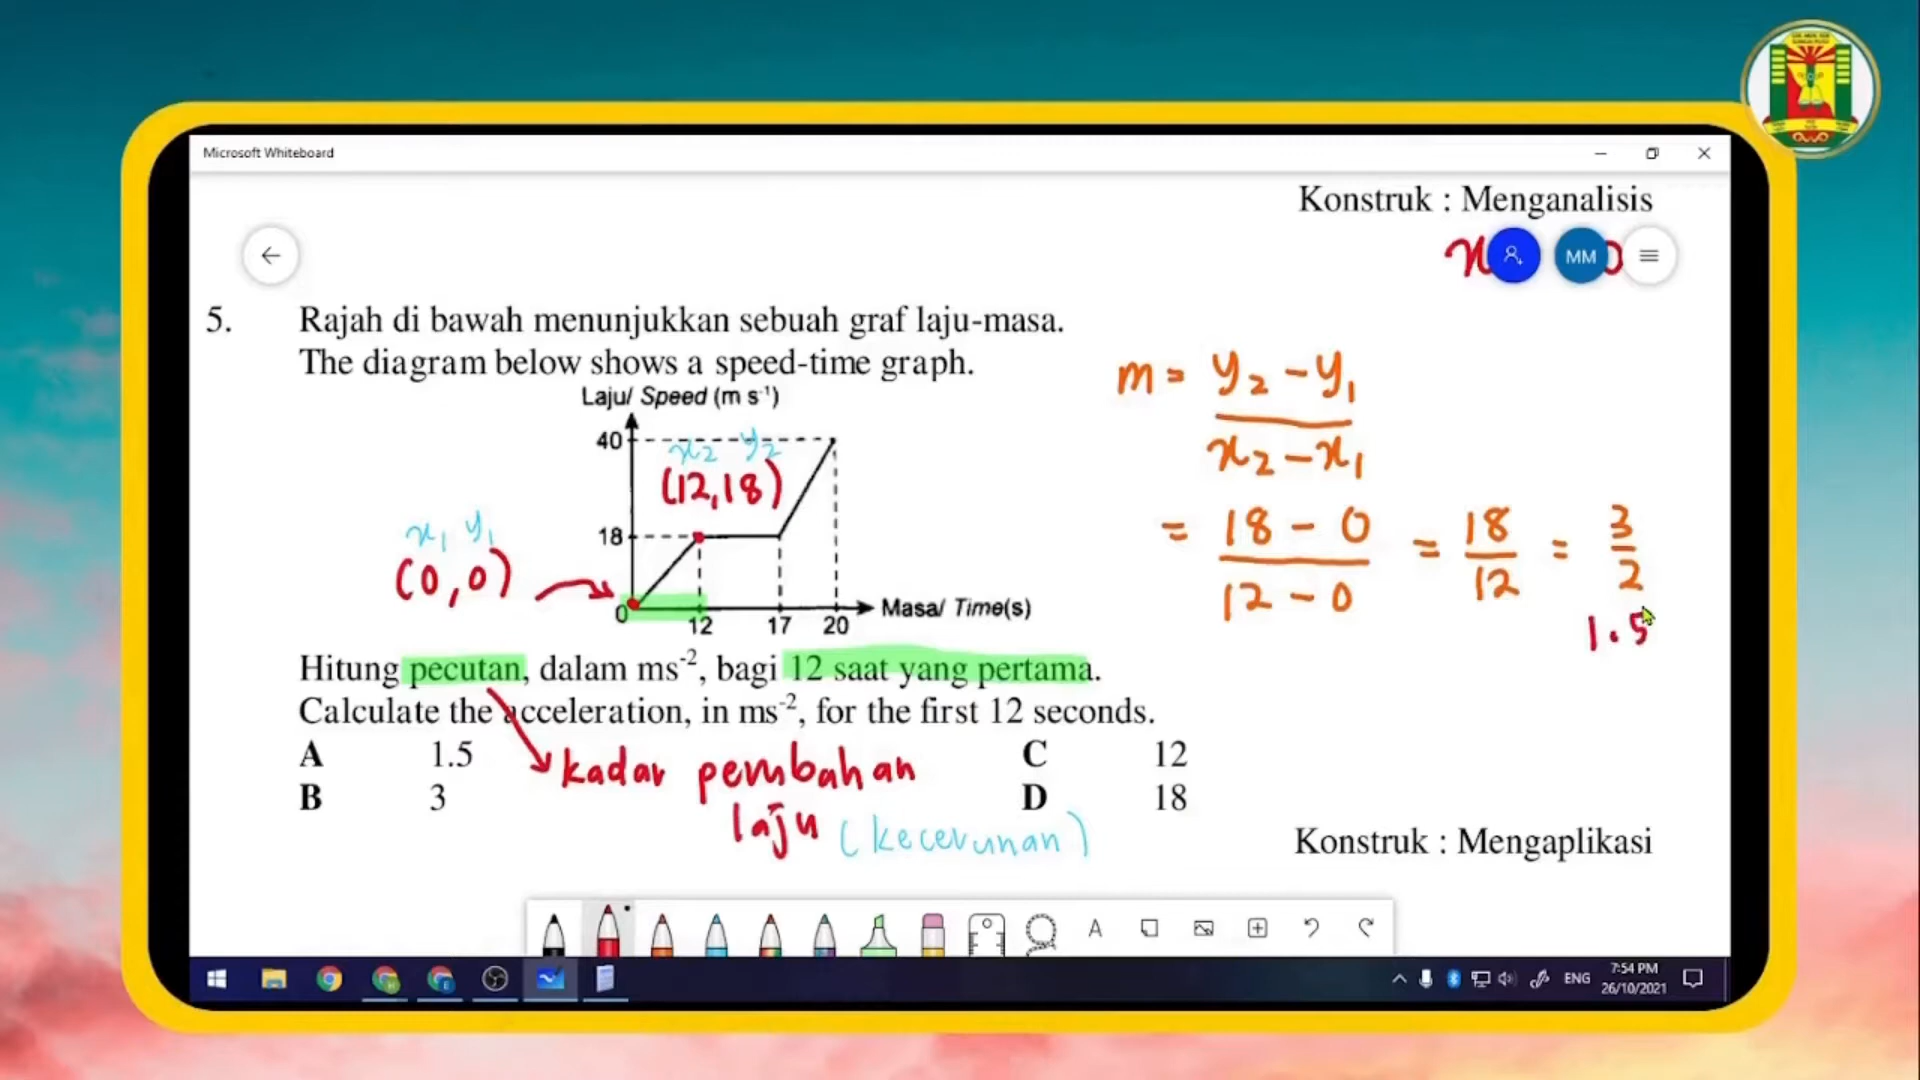 Microsoft Whiteboard
Konstruk : Menganalisis
MM
5. Rajah di bawah menunjukkan sebuah graf laju-masa.
The diagram below shows a speed-time graph.
Laju/ Speed (m s⁻¹)
40
x₂ y₂
(12,18)
18
x₁ y₁
(0,0)
0
12 17 20
Masa/ Time(s)
m = y₂ - y₁
x₂ - x₁
= 18 - 0 = 18 = 3
12 - 0 12 2
1.5
Hitung pecutan, dalam ms⁻², bagi 12 saat yang pertama.
Calculate the acceleration, in ms⁻², for the first 12 seconds.
A 1.5 C 12
B 3 D 18
kadar perubahan
laju (kecerunan)
Konstruk : Mengaplikasi
ENG
7:54 PM
26/10/2021